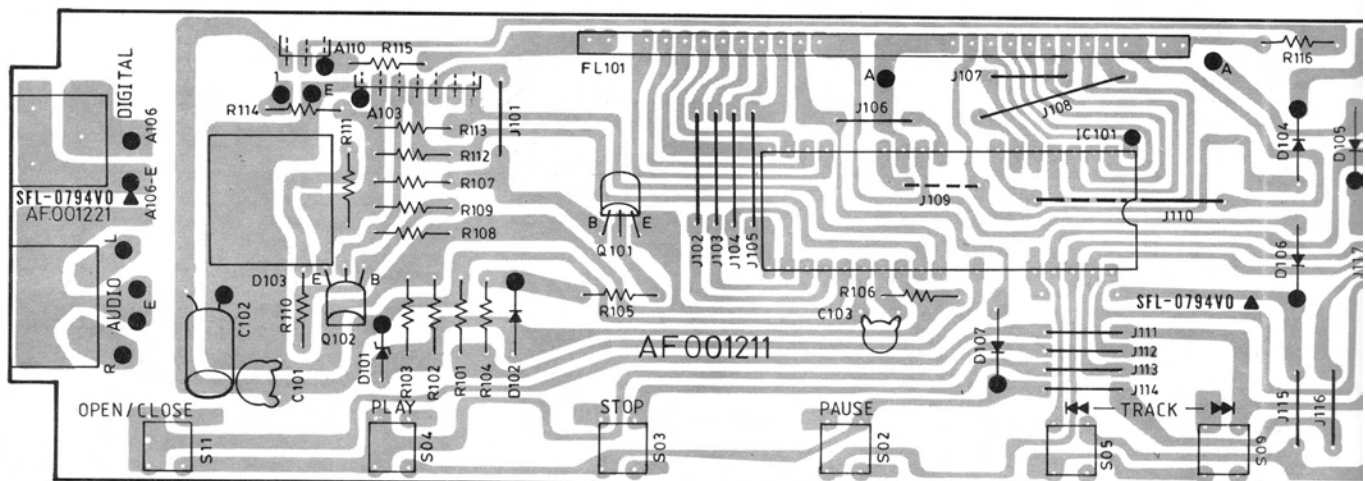 A110
R115
FL101
A
J107
A
R116
DIGITAL
1
E
R114
A103
R111
J101
J106
J108
A106
R113
IC101
D104
D105
R112
A106-E
R107
J109
SFL-0794V0
AF001221
R109
B
E
Q101
J110
R108
J102
J103
J104
J105
L
AUDIO
E
R
D103
E
B
C102
R110
Q102
R105
R106
C103
D106
J117
SFL-0794V0
AF001211
D107
J111
J112
J113
J114
C101
D101
R103
R102
R101
R104
D102
J115
J116
OPEN/CLOSE
PLAY
STOP
PAUSE
TRACK
S11
S04
S03
S02
S05
S09